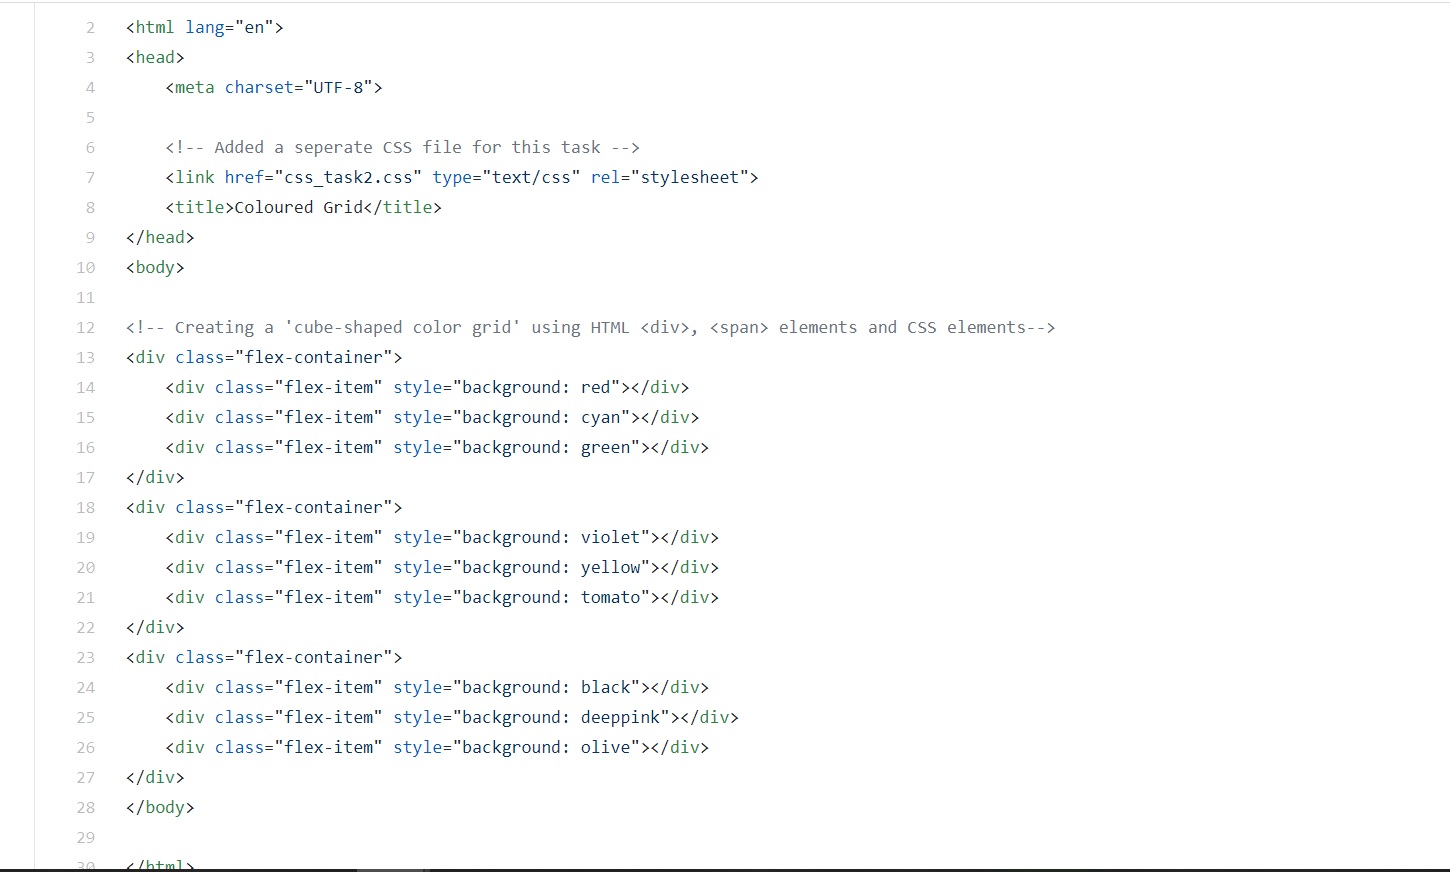 2 <html lang="en">
3 <head>
4     <meta charset="UTF-8">
5
6     <!-- Added a seperate CSS file for this task -->
7     <link href="css_task2.css" type="text/css" rel="stylesheet">
8     <title>Coloured Grid</title>
9 </head>
10 <body>
11
12 <!-- Creating a 'cube-shaped color grid' using HTML <div>, <span> elements and CSS elements-->
13 <div class="flex-container">
14     <div class="flex-item" style="background: red"></div>
15     <div class="flex-item" style="background: cyan"></div>
16     <div class="flex-item" style="background: green"></div>
17 </div>
18 <div class="flex-container">
19     <div class="flex-item" style="background: violet"></div>
20     <div class="flex-item" style="background: yellow"></div>
21     <div class="flex-item" style="background: tomato"></div>
22 </div>
23 <div class="flex-container">
24     <div class="flex-item" style="background: black"></div>
25     <div class="flex-item" style="background: deeppink"></div>
26     <div class="flex-item" style="background: olive"></div>
27 </div>
28 </body>
29
30 </html>